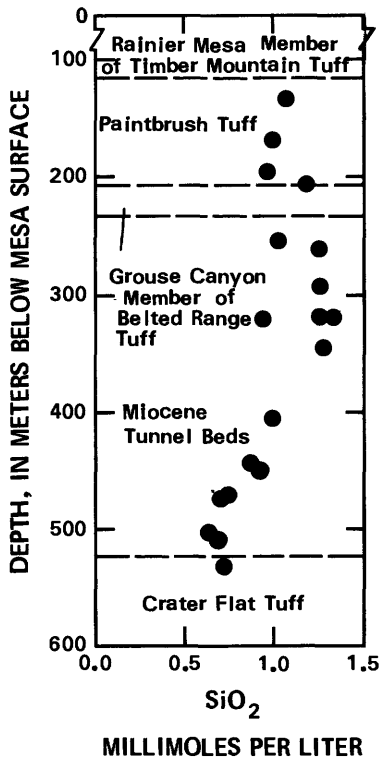 0
Rainier Mesa Member
100
of Timber Mountain Tuff
Paintbrush Tuff
200
Grouse Canyon
Member of
300
Belted Range
Tuff
400
Miocene
Tunnel Beds
500
Crater Flat Tuff
600
0.0 0.5 1.0 1.5
DEPTH, IN METERS BELOW MESA SURFACE
SiO₂
MILLIMOLES PER LITER